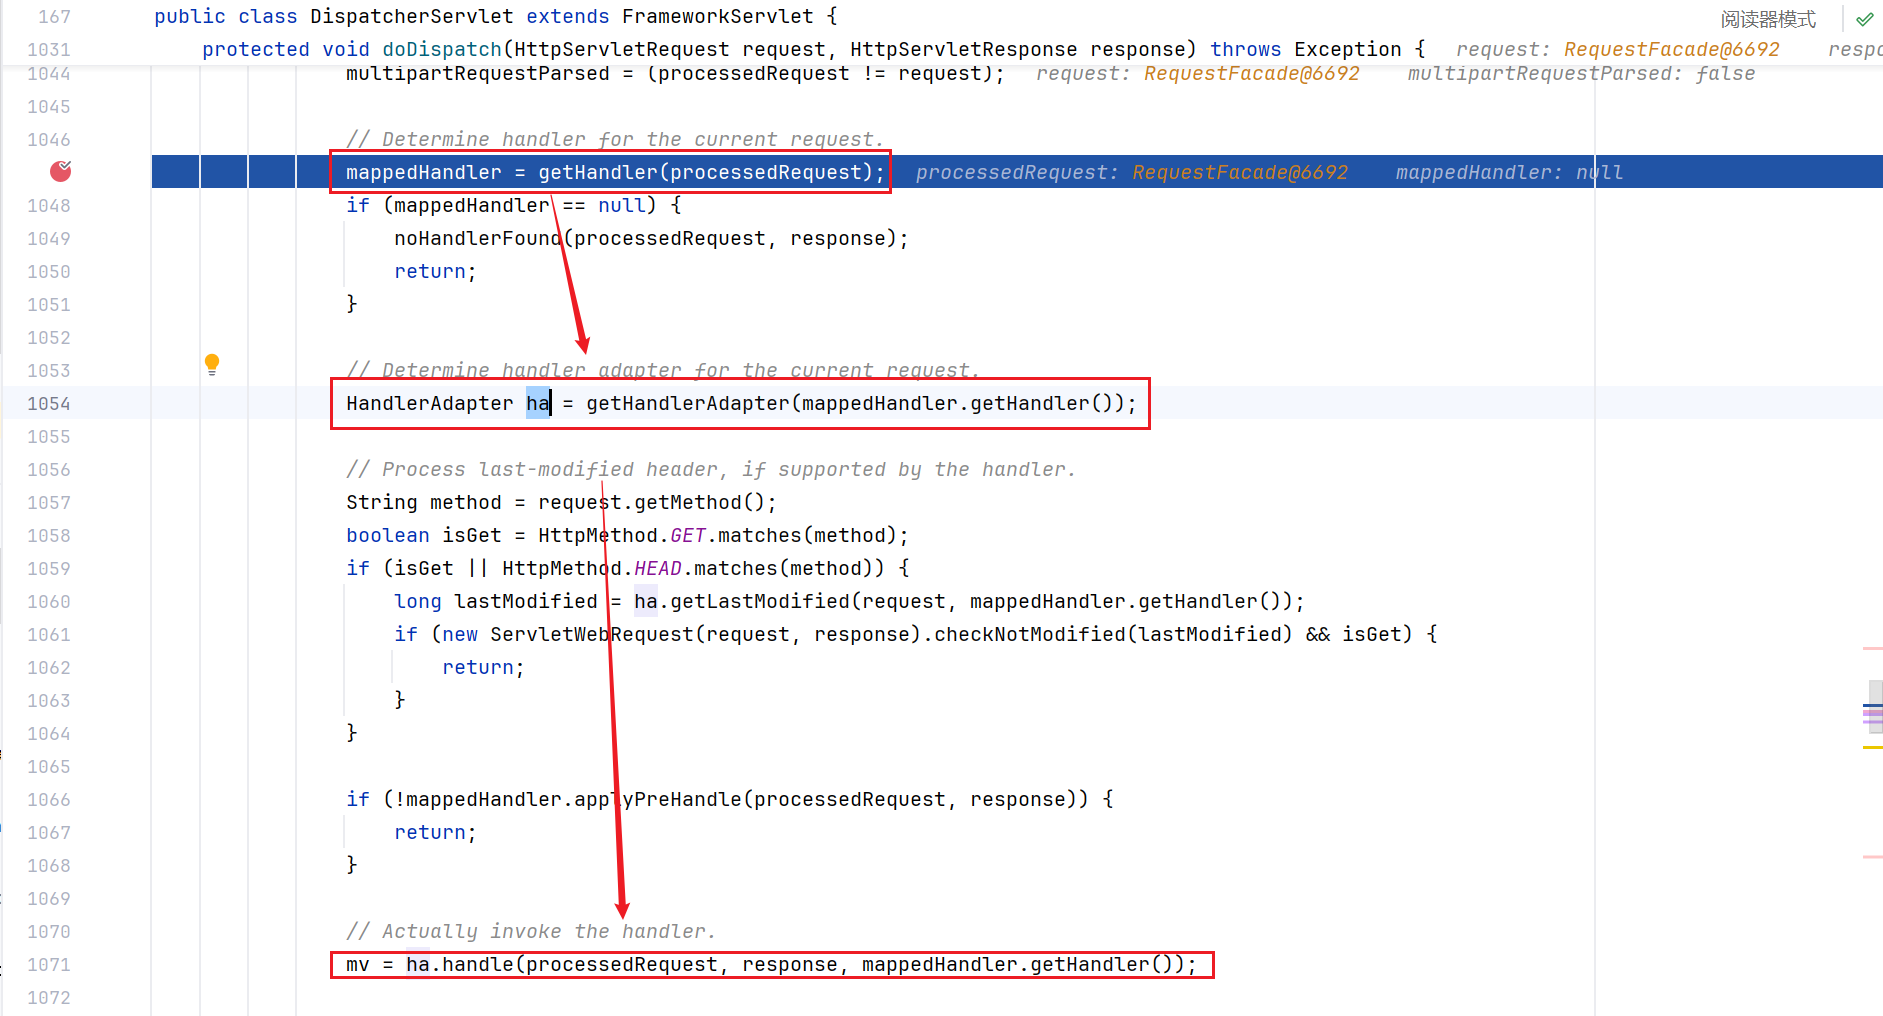 167 public class DispatcherServlet extends FrameworkServlet { 阅读器模式
1031 protected void doDispatch(HttpServletRequest request, HttpServletResponse response) throws Exception { request: RequestFacade@6692
1044 multipartRequestParsed = (processedRequest != request); request: RequestFacade@6692 multipartRequestParsed: false
1045
1046 // Determine handler for the current request.
mappedHandler = getHandler(processedRequest); processedRequest: RequestFacade@6692 mappedHandler: null
1048 if (mappedHandler == null) {
1049 noHandlerFound(processedRequest, response);
1050 return;
1051 }
1052
1053 // Determine handler adapter for the current request.
1054 HandlerAdapter ha = getHandlerAdapter(mappedHandler.getHandler());
1055
1056 // Process last-modified header, if supported by the handler.
1057 String method = request.getMethod();
1058 boolean isGet = HttpMethod.GET.matches(method);
1059 if (isGet || HttpMethod.HEAD.matches(method)) {
1060 long lastModified = ha.getLastModified(request, mappedHandler.getHandler());
1061 if (new ServletWebRequest(request, response).checkNotModified(lastModified) && isGet) {
1062 return;
1063 }
1064 }
1065
1066 if (!mappedHandler.applyPreHandle(processedRequest, response)) {
1067 return;
1068 }
1069
1070 // Actually invoke the handler.
1071 mv = ha.handle(processedRequest, response, mappedHandler.getHandler());
1072